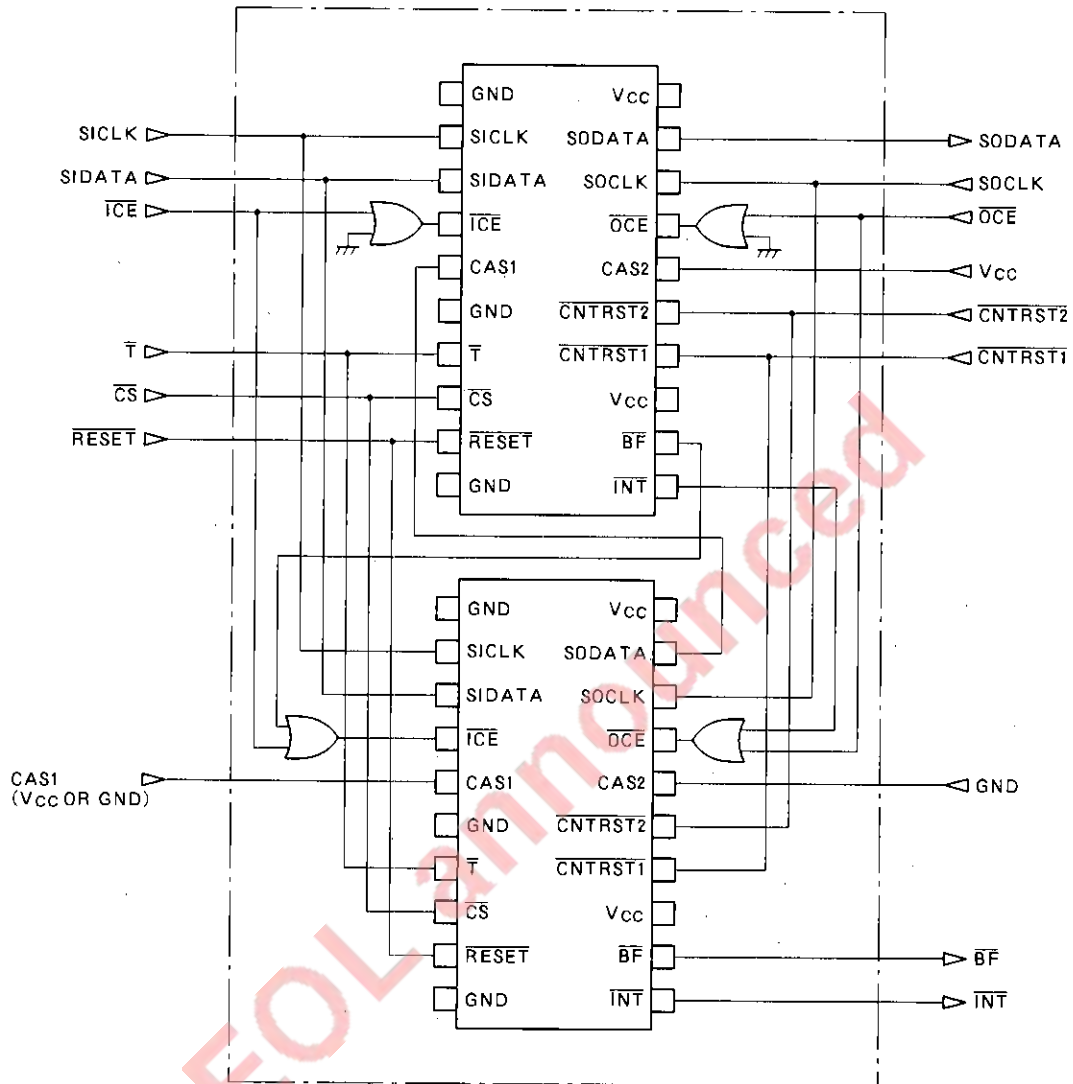 GND
VCC
SICLK
SICLK
SODATA
SODATA
SIDATA
SIDATA
SOCLK
SOCLK
ICE
ICE
OCE
OCE
CAS1
CAS2
VCC
GND
CNTRST2
CNTRST2
T
T
CNTRST1
CNTRST1
CS
CS
VCC
RESET
RESET
BF
GND
INT
GND
VCC
SICLK
SODATA
SIDATA
SOCLK
ICE
OCE
CAS1
(VCC OR GND)
CAS1
CAS2
GND
GND
CNTRST2
T
CNTRST1
CS
VCC
RESET
BF
BF
GND
INT
INT
EOL announced